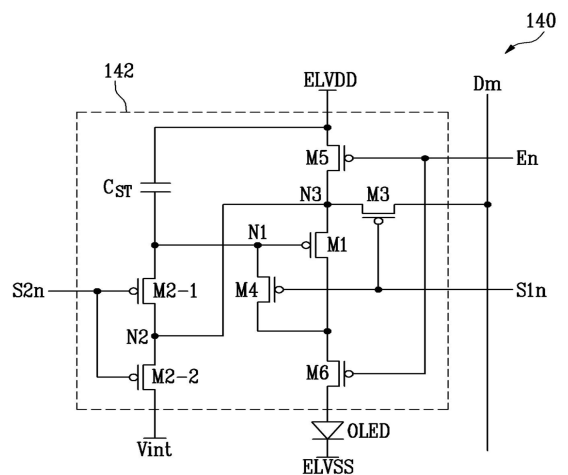 140
142
ELVDD
Dm
M5
En
C_ST
N3
M3
N1
M1
S2n
M2-1
M4
S1n
N2
M2-2
M6
Vint
OLED
ELVSS